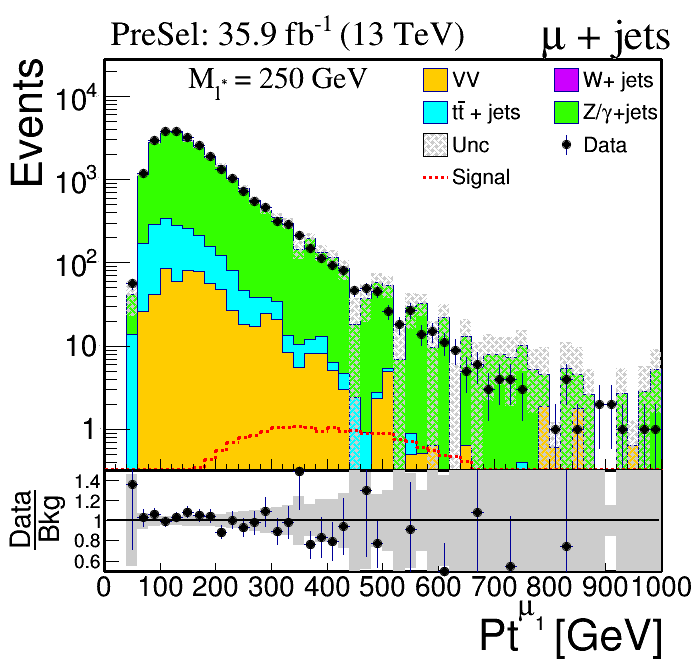 PreSel: 35.9 fb⁻¹ (13 TeV) μ + jets
M_l* = 250 GeV
VV W+ jets
tt̄ + jets Z/γ+jets
Unc Data
Signal
Events
10⁴
10³
10²
10
1
Data
Bkg
1.4
1.2
1
0.8
0.6
0 100 200 300 400 500 600 700 800 900 1000
Pt^μ_1 [GeV]